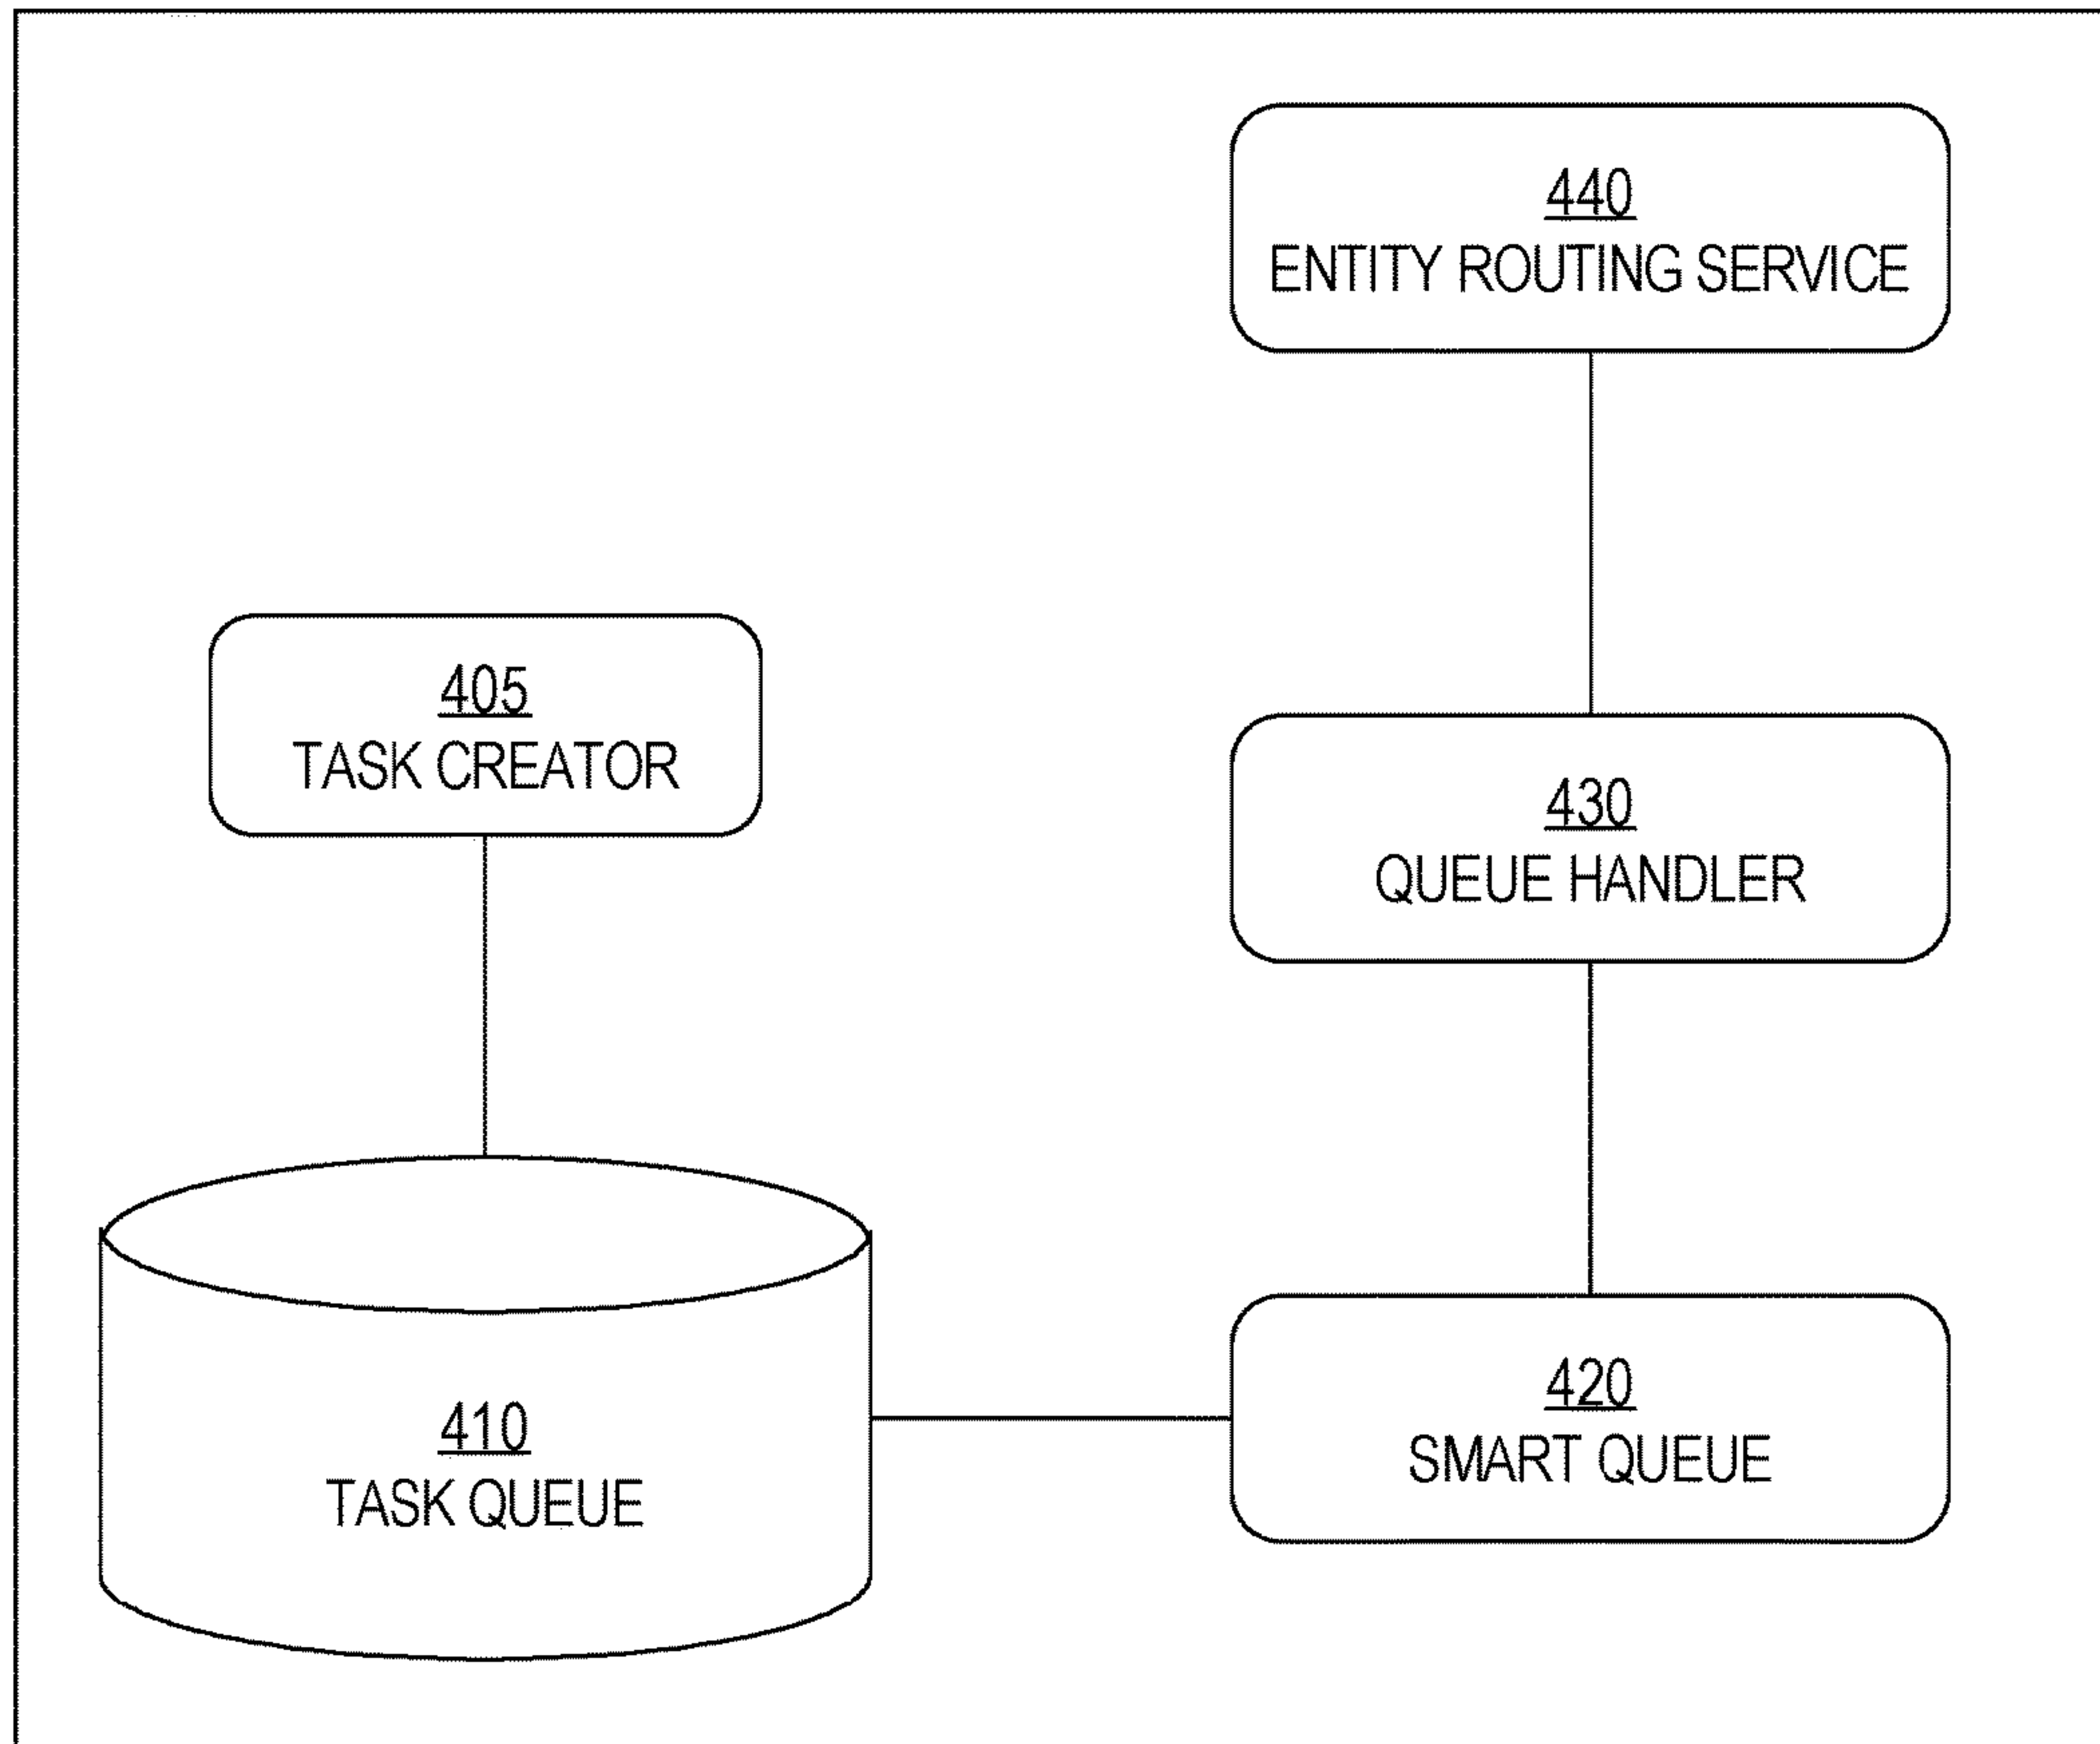 440
ENTITY ROUTING SERVICE
405
TASK CREATOR
430
QUEUE HANDLER
410
TASK QUEUE
420
SMART QUEUE